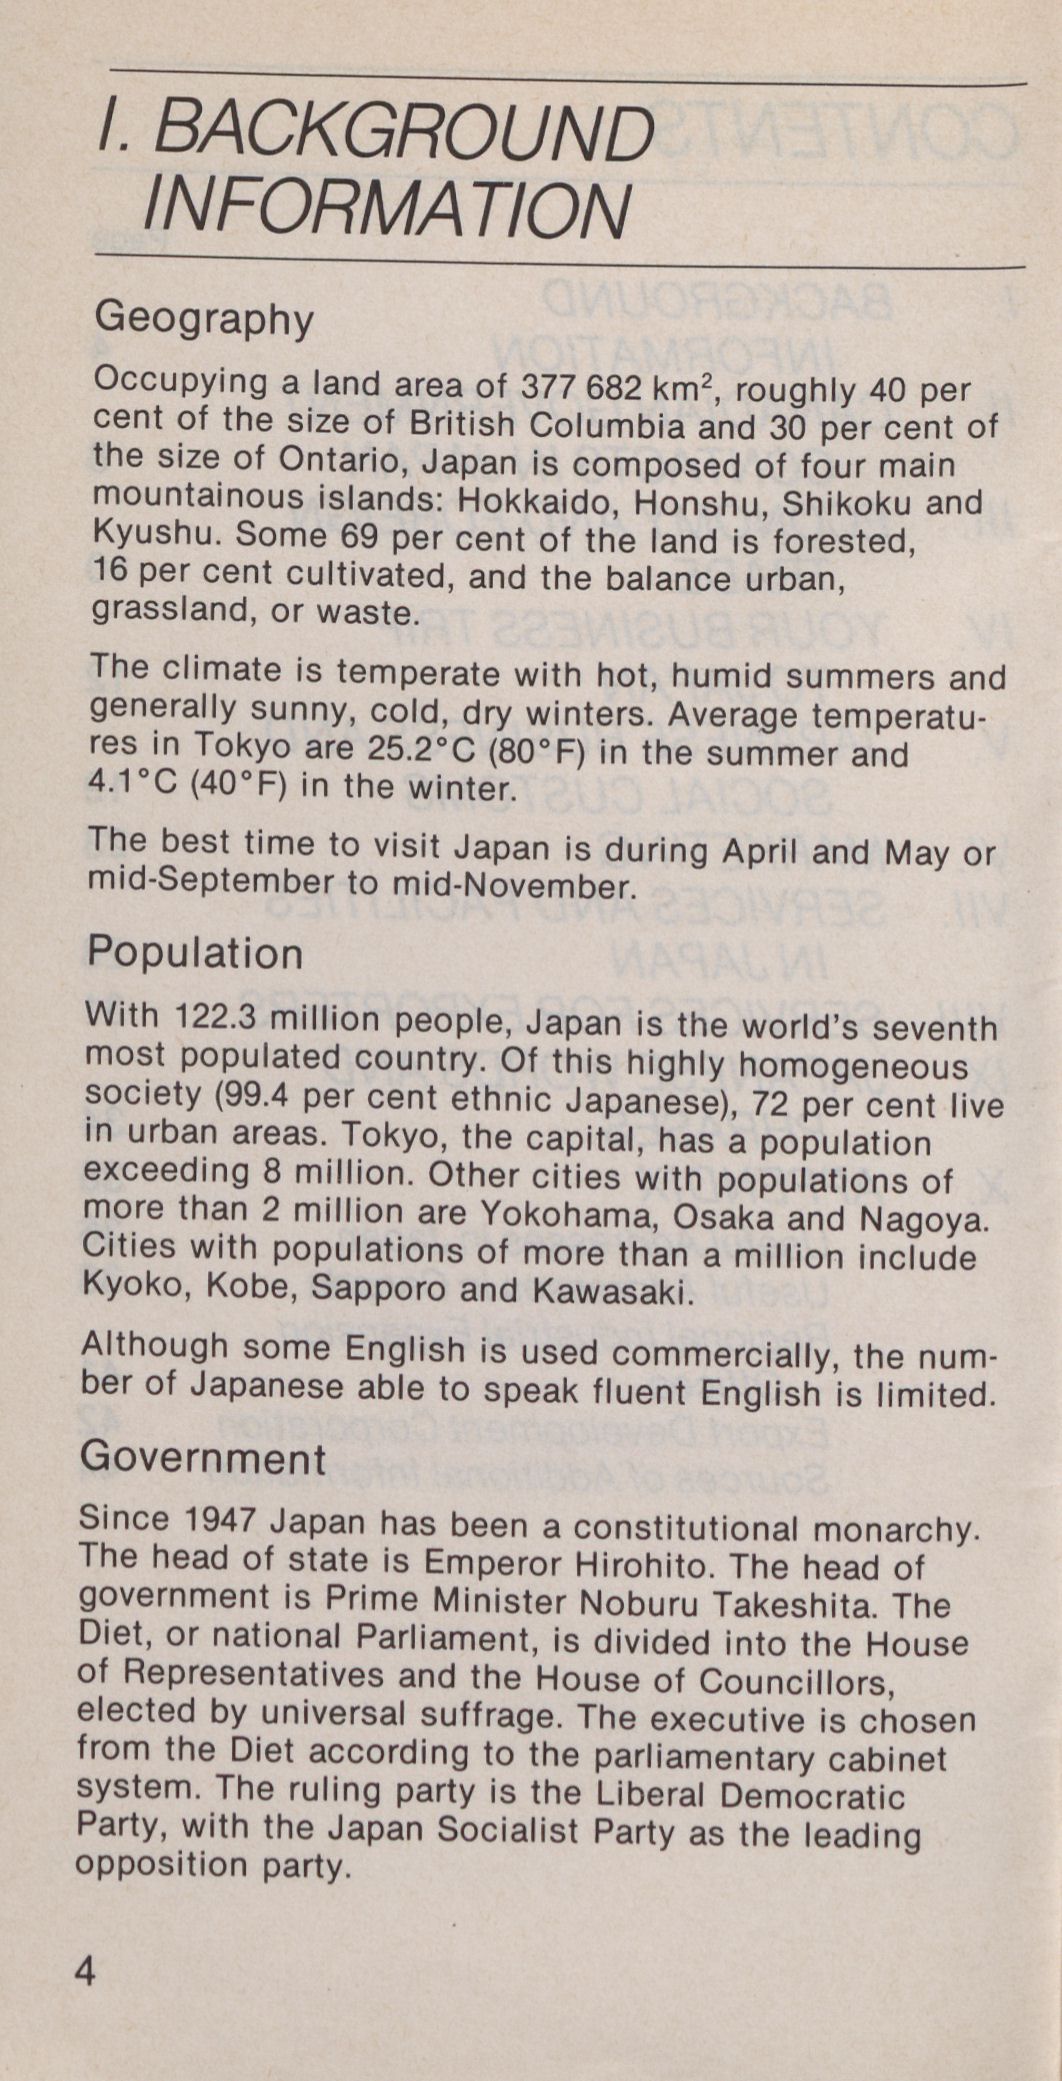 I. BACKGROUND
INFORMATION
Geography
Occupying a land area of 377 682 km², roughly 40 per
cent of the size of British Columbia and 30 per cent of
the size of Ontario, Japan is composed of four main
mountainous islands: Hokkaido, Honshu, Shikoku and
Kyushu. Some 69 per cent of the land is forested,
16 per cent cultivated, and the balance urban,
grassland, or waste.
The climate is temperate with hot, humid summers and
generally sunny, cold, dry winters. Average temperatu-
res in Tokyo are 25.2°C (80°F) in the summer and
4.1°C (40°F) in the winter.
The best time to visit Japan is during April and May or
mid-September to mid-November.
Population
With 122.3 million people, Japan is the world's seventh
most populated country. Of this highly homogeneous
society (99.4 per cent ethnic Japanese), 72 per cent live
in urban areas. Tokyo, the capital, has a population
exceeding 8 million. Other cities with populations of
more than 2 million are Yokohama, Osaka and Nagoya.
Cities with populations of more than a million include
Kyoko, Kobe, Sapporo and Kawasaki.
Although some English is used commercially, the num-
ber of Japanese able to speak fluent English is limited.
Government
Since 1947 Japan has been a constitutional monarchy.
The head of state is Emperor Hirohito. The head of
government is Prime Minister Noburu Takeshita. The
Diet, or national Parliament, is divided into the House
of Representatives and the House of Councillors,
elected by universal suffrage. The executive is chosen
from the Diet according to the parliamentary cabinet
system. The ruling party is the Liberal Democratic
Party, with the Japan Socialist Party as the leading
opposition party.
4